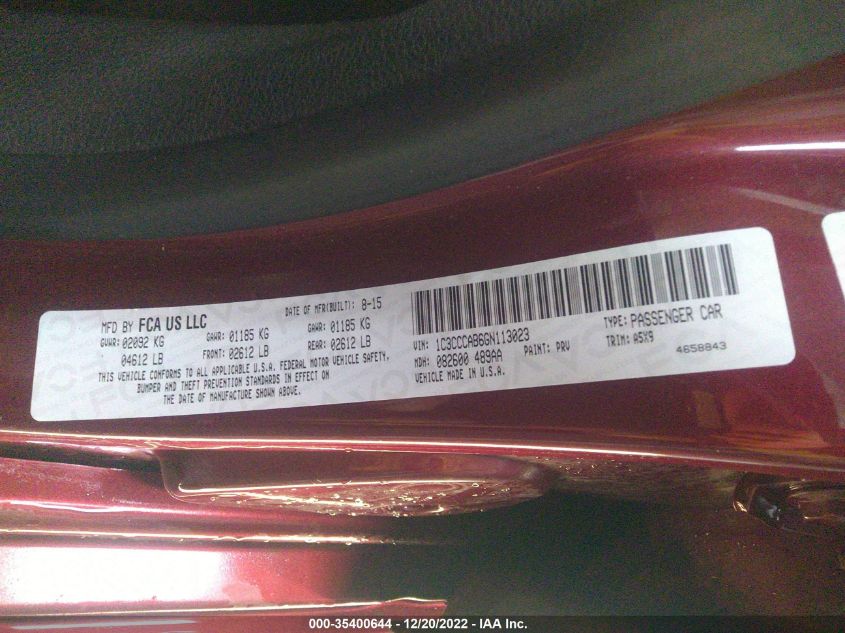 MFD BY FCA US LLC
DATE OF MFR(BUILT): 8-15
GVWR: 02092 KG
04612 LB
GAWR: 01185 KG
FRONT: 02612 LB
GAWR: 01185 KG
REAR: 02612 LB
THIS VEHICLE CONFORMS TO ALL APPLICABLE U.S.A. FEDERAL MOTOR VEHICLE SAFETY,
BUMPER AND THEFT PREVENTION STANDARDS IN EFFECT ON
THE DATE OF MANUFACTURE SHOWN ABOVE.
VIN: 1C3CCCAB6GN113023
TYPE: PASSENGER CAR
MDH: 082600 489AA
PAINT: PRV
TRIM: A5X9
VEHICLE MADE IN U.S.A.
4658843
000-35400644 - 12/20/2022 - IAA Inc.